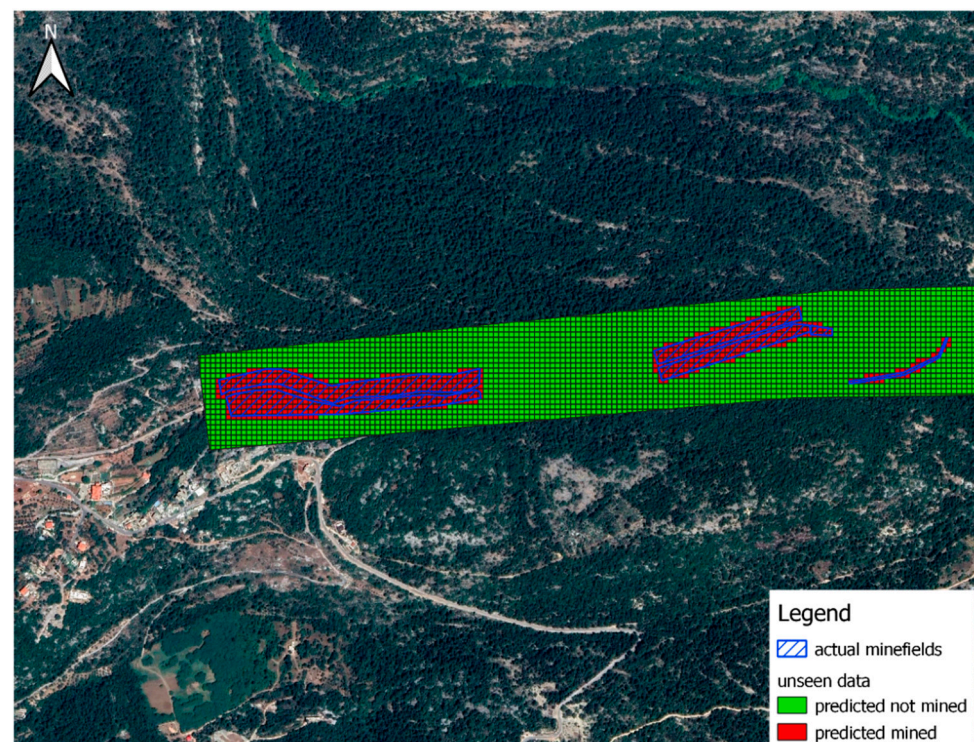 N
Legend
actual minefields
unseen data
predicted not mined
predicted mined